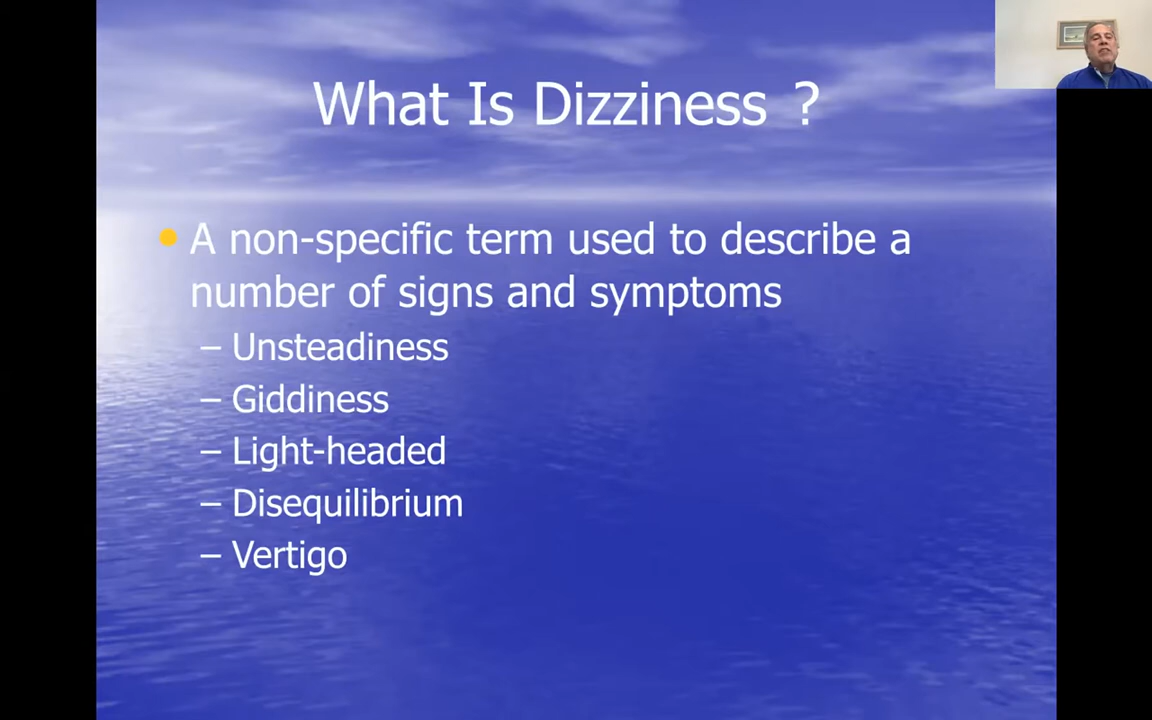 What Is Dizziness ?
• A non-specific term used to describe a
number of signs and symptoms
– Unsteadiness
– Giddiness
– Light-headed
– Disequilibrium
– Vertigo